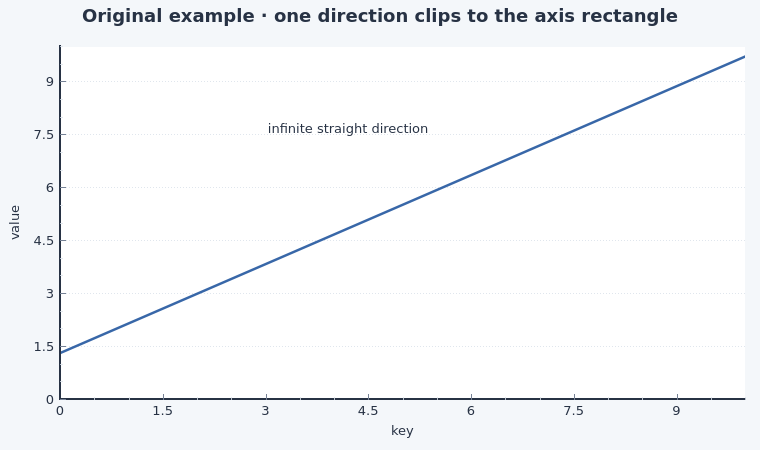 Original example · one direction clips to the axis rectangle
9
infinite straight direction
7.5
6
value
4.5
3
1.5
0
0 1.5 3 4.5 6 7.5 9
key